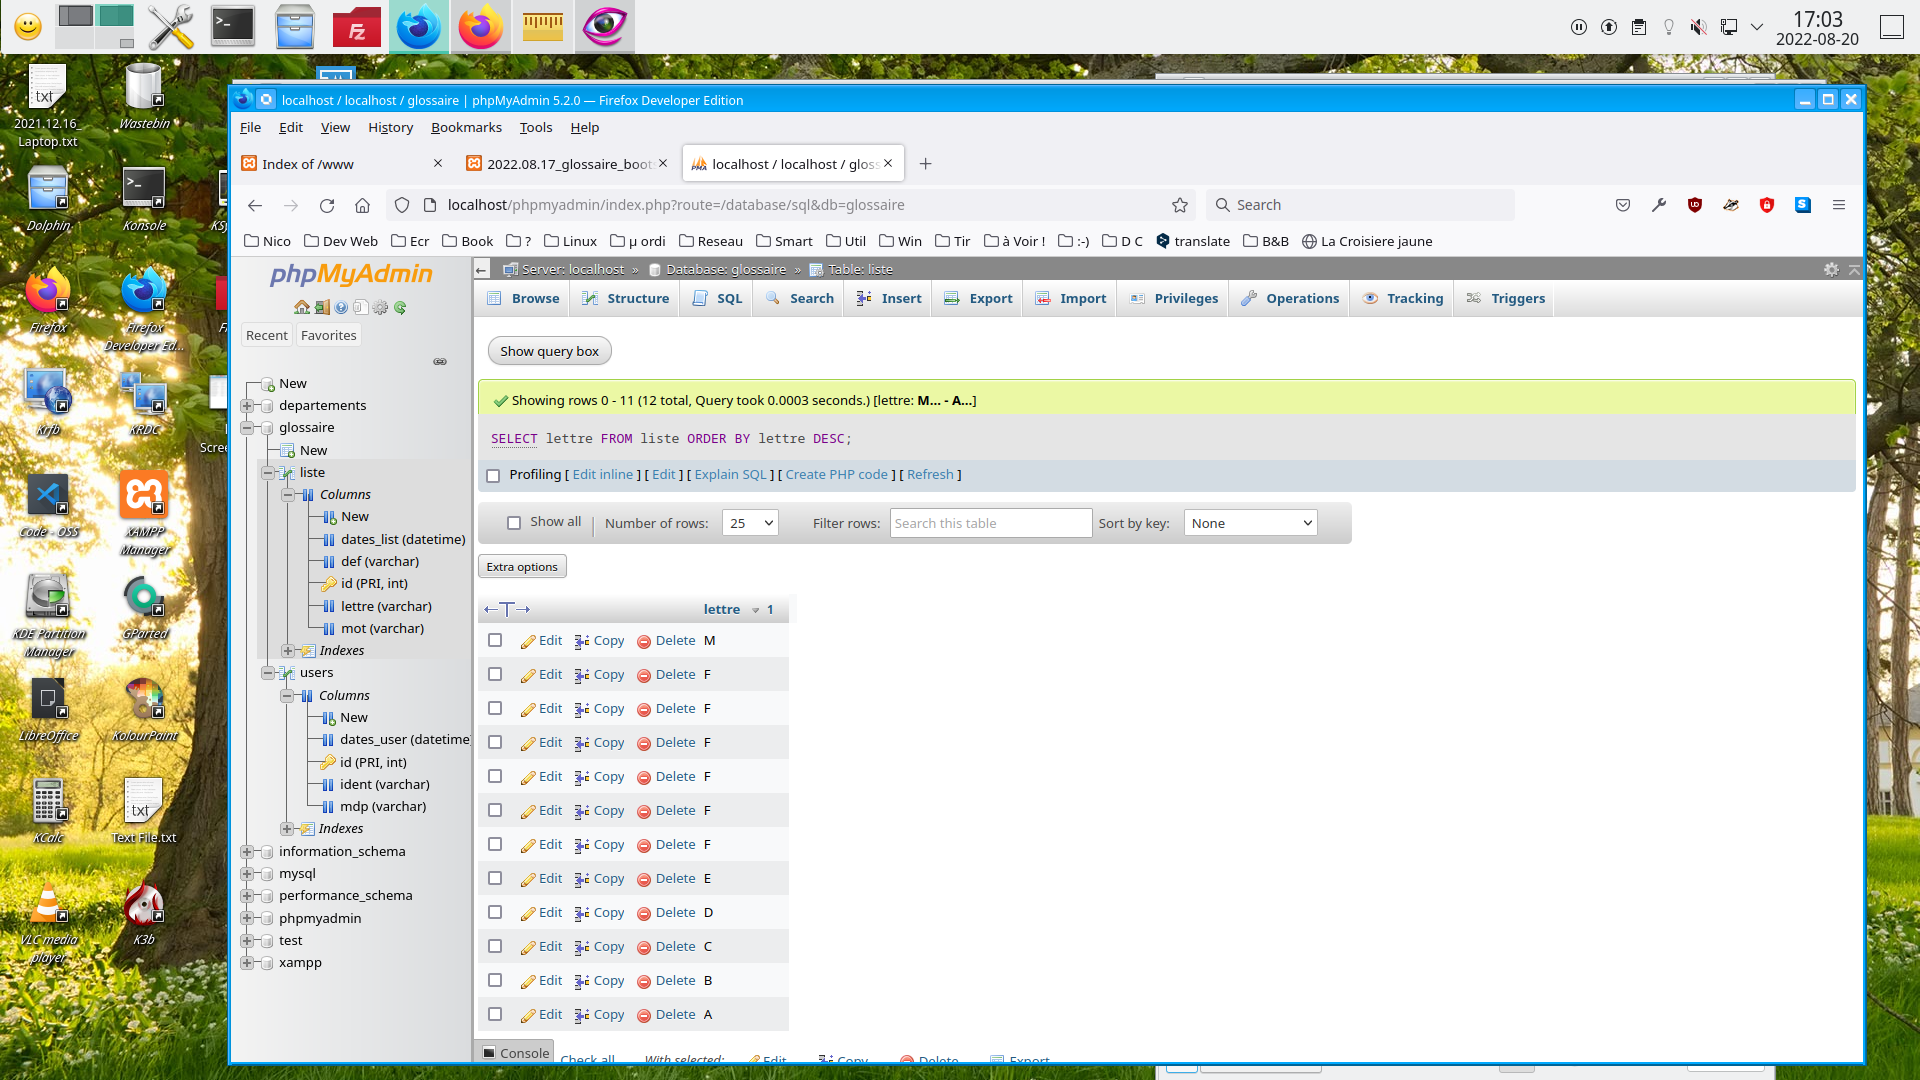 17:03
2022-08-20
txt
2021.12.16_
Laptop.txt
Wastebin
Dolphin
Konsole
Firefox
Firefox
Developer Ed...
Krfb
KRDC
Code - OSS
XAMPP
Manager
KDE Partition
Manager
GParted
LibreOffice
KolourPaint
KCalc
txt
Text File.txt
VLC media
player
K3b
localhost / localhost / glossaire | phpMyAdmin 5.2.0 — Firefox Developer Edition
File Edit View History Bookmarks Tools Help
Index of /www
2022.08.17_glossaire_boot
localhost / localhost / glos
localhost/phpmyadmin/index.php?route=/database/sql&db=glossaire
Search
Nico Dev Web Ecr Book ? Linux µ ordi Reseau Smart Util Win Tir à Voir ! :-) D C translate B&B La Croisiere jaune
phpMyAdmin
Recent Favorites
New
departements
glossaire
New
liste
Columns
New
dates_list (datetime)
def (varchar)
id (PRI, int)
lettre (varchar)
mot (varchar)
Indexes
users
Columns
New
dates_user (datetime)
id (PRI, int)
ident (varchar)
mdp (varchar)
Indexes
information_schema
mysql
performance_schema
phpmyadmin
test
xampp
Server: localhost » Database: glossaire » Table: liste
Browse Structure SQL Search Insert Export Import Privileges Operations Tracking Triggers
Show query box
Showing rows 0 - 11 (12 total, Query took 0.0003 seconds.) [lettre: M... - A...]
SELECT lettre FROM liste ORDER BY lettre DESC;
Profiling [ Edit inline ] [ Edit ] [ Explain SQL ] [ Create PHP code ] [ Refresh ]
Show all Number of rows: 25 Filter rows: Search this table Sort by key: None
Extra options
←T→ lettre 1
Edit Copy Delete M
Edit Copy Delete F
Edit Copy Delete F
Edit Copy Delete F
Edit Copy Delete F
Edit Copy Delete F
Edit Copy Delete F
Edit Copy Delete E
Edit Copy Delete D
Edit Copy Delete C
Edit Copy Delete B
Edit Copy Delete A
Console
Check all With selected: Edit Copy Delete Export